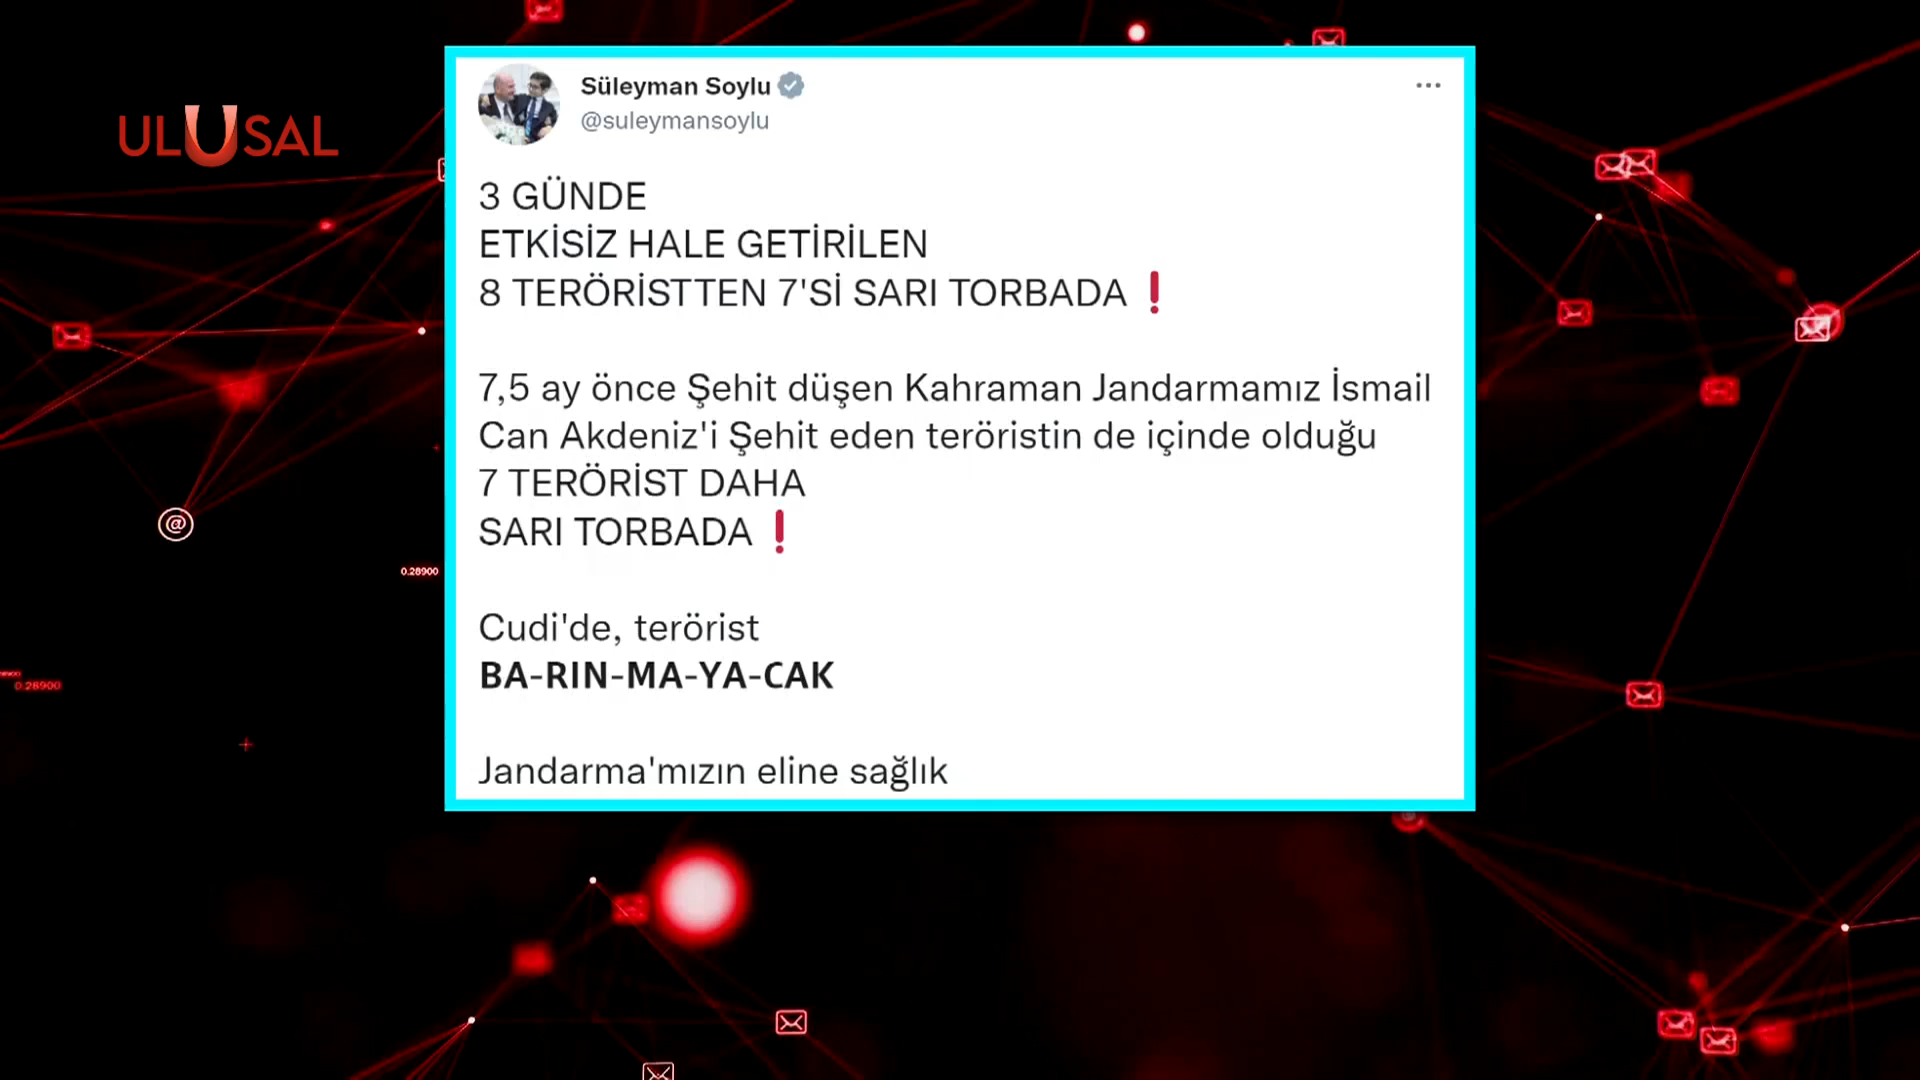 ULUSAL
Süleyman Soylu
@suleymansoylu
3 GÜNDE
ETKİSİZ HALE GETİRİLEN
8 TERÖRİSTTEN 7'Sİ SARI TORBADA❗
7,5 ay önce Şehit düşen Kahraman Jandarmamız İsmail
Can Akdeniz'i Şehit eden teröristin de içinde olduğu
7 TERÖRİST DAHA
SARI TORBADA❗
Cudi'de, terörist
BA-RIN-MA-YA-CAK
Jandarma'mızın eline sağlık
@
0.28900
0.28900